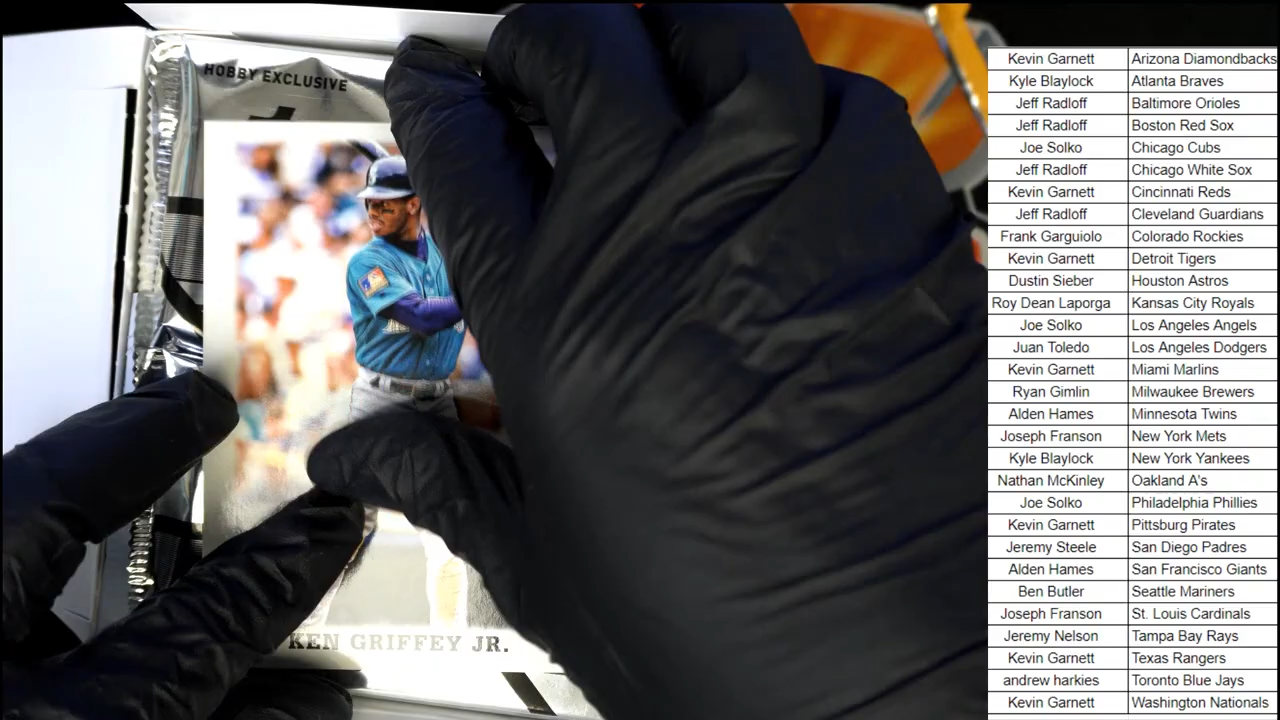 HOBBY EXCLUSIVE
KEN GRIFFEY JR.
Kevin Garnett Arizona Diamondbacks
Kyle Blaylock Atlanta Braves
Jeff Radloff Baltimore Orioles
Jeff Radloff Boston Red Sox
Joe Solko Chicago Cubs
Jeff Radloff Chicago White Sox
Kevin Garnett Cincinnati Reds
Jeff Radloff Cleveland Guardians
Frank Garguiolo Colorado Rockies
Kevin Garnett Detroit Tigers
Dustin Sieber Houston Astros
Roy Dean Laporga Kansas City Royals
Joe Solko Los Angeles Angels
Juan Toledo Los Angeles Dodgers
Kevin Garnett Miami Marlins
Ryan Gimlin Milwaukee Brewers
Alden Hames Minnesota Twins
Joseph Franson New York Mets
Kyle Blaylock New York Yankees
Nathan McKinley Oakland A's
Joe Solko Philadelphia Phillies
Kevin Garnett Pittsburg Pirates
Jeremy Steele San Diego Padres
Alden Hames San Francisco Giants
Ben Butler Seattle Mariners
Joseph Franson St. Louis Cardinals
Jeremy Nelson Tampa Bay Rays
Kevin Garnett Texas Rangers
andrew harkies Toronto Blue Jays
Kevin Garnett Washington Nationals